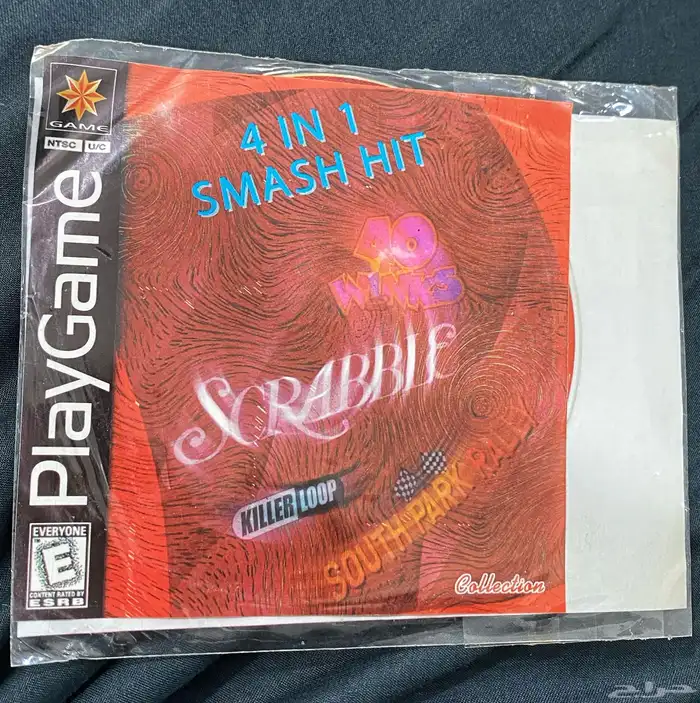 GAME
NTSC U/C
PlayGame
4 IN 1
SMASH HIT
40
WINKS
SCRABBLE
KILLER LOOP
SOUTH PARK RALLY
Collection
EVERYONE
E
CONTENT RATED BY
ESRB
حراج